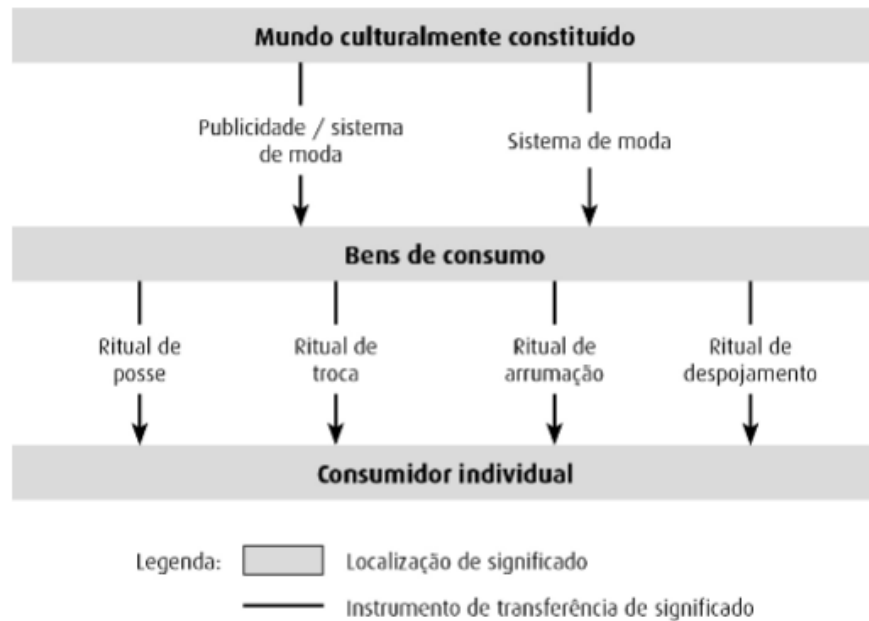 Mundo culturalmente constituído
Publicidade / sistema
de moda
Sistema de moda
Bens de consumo
Ritual de
posse
Ritual de
troca
Ritual de
arrumação
Ritual de
despojamento
Consumidor individual
Legenda:
Localização de significado
Instrumento de transferência de significado